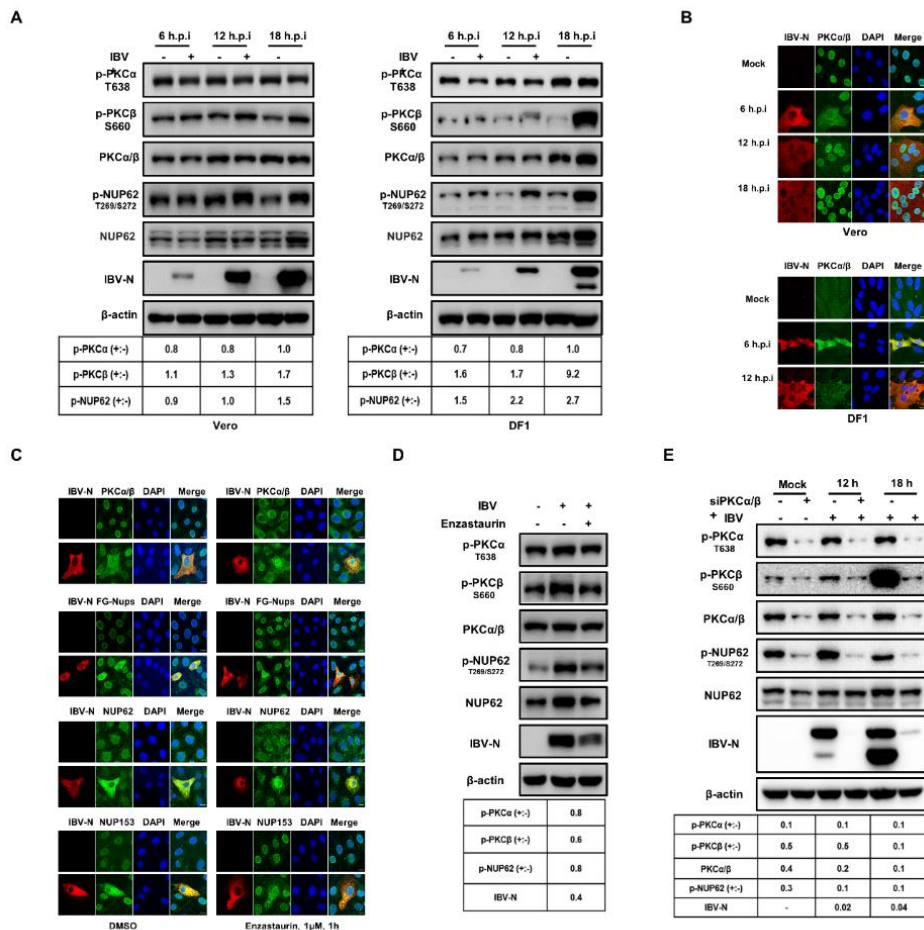 A
6 h.p.i 12 h.p.i 18 h.p.i
IBV - + - + - +
p-PKCα T638
p-PKCβ S660
PKCα/β
p-NUP62 T269/S272
NUP62
IBV-N
β-actin
p-PKCα (+:-) 0.8 0.8 1.0
p-PKCβ (+:-) 1.1 1.3 1.7
p-NUP62 (+:-) 0.9 1.0 1.5
Vero
6 h.p.i 12 h.p.i 18 h.p.i
IBV - + - + - +
p-PKCα T638
p-PKCβ S660
PKCα/β
p-NUP62 T269/S272
NUP62
IBV-N
β-actin
p-PKCα (+:-) 0.7 0.8 1.0
p-PKCβ (+:-) 1.6 1.7 9.2
p-NUP62 (+:-) 1.5 2.2 2.7
DF1
B
IBV-N PKCα/β DAPI Merge
Mock
6 h.p.i
12 h.p.i
18 h.p.i
Vero
IBV-N PKCα/β DAPI Merge
Mock
6 h.p.i
12 h.p.i
DF1
C
IBV-N PKCα/β DAPI Merge IBV-N PKCα/β DAPI Merge
IBV-N FG-Nups DAPI Merge IBV-N FG-Nups DAPI Merge
IBV-N NUP62 DAPI Merge IBV-N NUP62 DAPI Merge
IBV-N NUP153 DAPI Merge IBV-N NUP153 DAPI Merge
DMSO Enzastaurin, 1μM, 1h
D
IBV - + +
Enzastaurin - - +
p-PKCα T638
p-PKCβ S660
PKCα/β
p-NUP62 T269/S272
NUP62
IBV-N
β-actin
p-PKCα (+:-) 0.8
p-PKCβ (+:-) 0.6
p-NUP62 (+:-) 0.8
IBV-N 0.4
E
Mock 12 h 18 h
siPKCα/β - + - + - +
+ IBV - - + + + +
p-PKCα T638
p-PKCβ S660
PKCα/β
p-NUP62 T269/S272
NUP62
IBV-N
β-actin
p-PKCα (+:-) 0.1 0.1 0.1
p-PKCβ (+:-) 0.5 0.5 0.1
PKCα/β 0.4 0.2 0.1
p-NUP62 (+:-) 0.3 0.1 0.1
IBV-N - 0.02 0.04